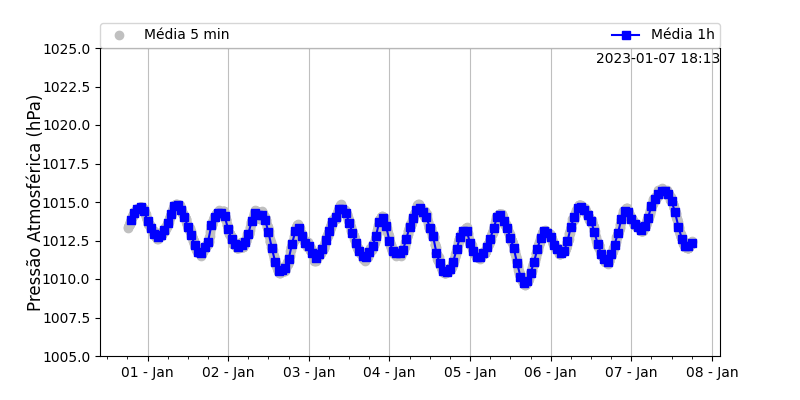 Média 5 min
Média 1h
2023-01-07 18:13
Pressão Atmosférica (hPa)
1025.0
1022.5
1020.0
1017.5
1015.0
1012.5
1010.0
1007.5
1005.0
01 - Jan
02 - Jan
03 - Jan
04 - Jan
05 - Jan
06 - Jan
07 - Jan
08 - Jan